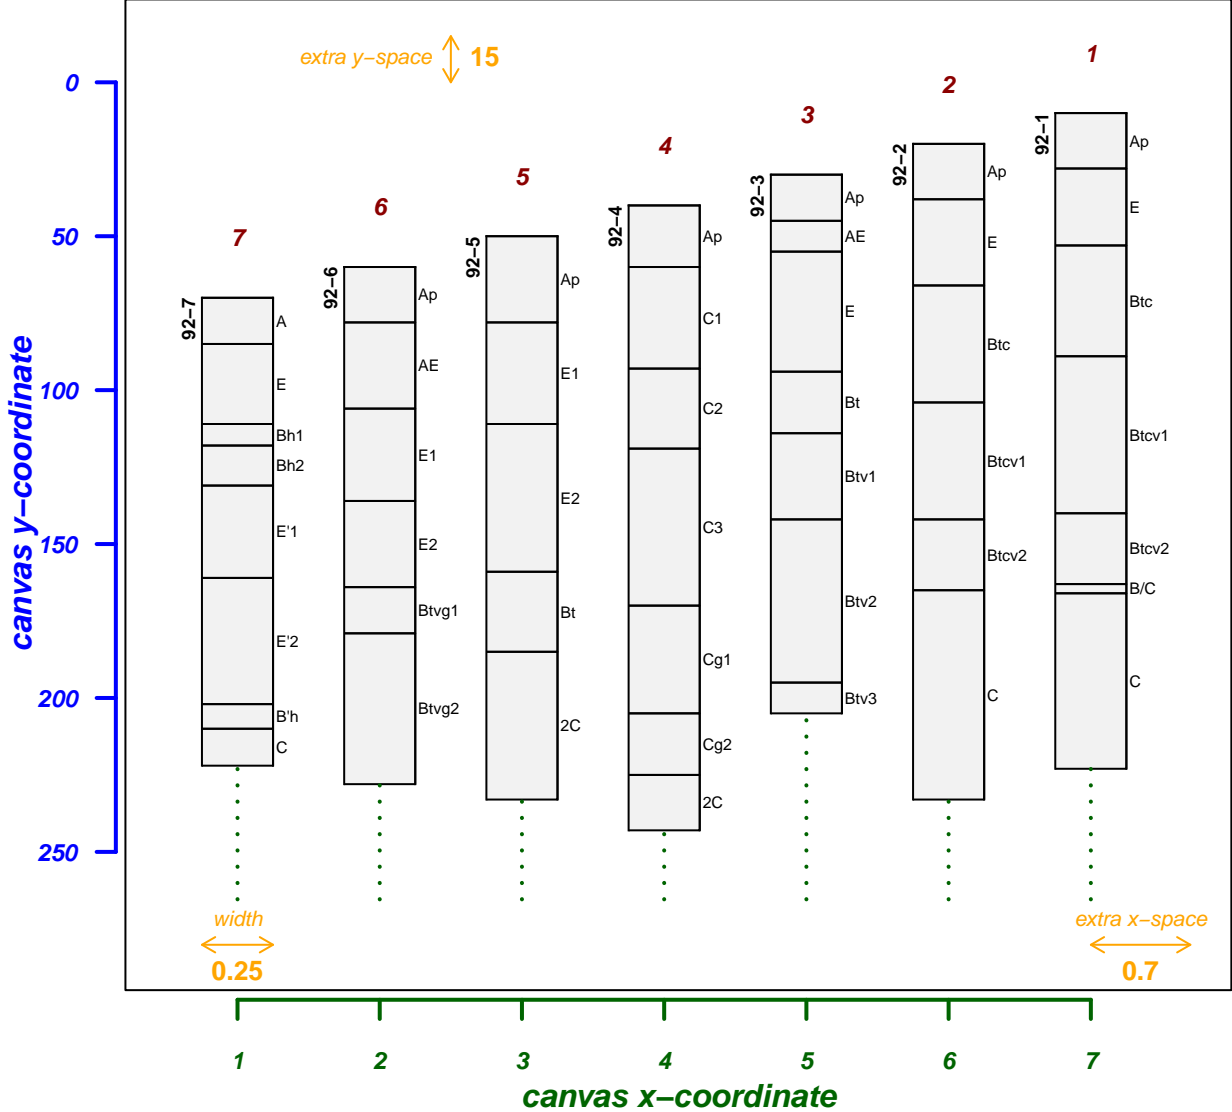 extra y−space 15
1
2
3
4
5
6
7
canvas y−coordinate
0
50
100
150
200
250
92−7
A
E
Bh1
Bh2
E'1
E'2
B'h
C
92−6
Ap
AE
E1
E2
Btvg1
Btvg2
92−5
Ap
E1
E2
Bt
2C
92−4
Ap
C1
C2
C3
Cg1
Cg2
2C
92−3
Ap
AE
E
Bt
Btv1
Btv2
Btv3
92−2
Ap
E
Btc
Btcv1
Btcv2
C
92−1
Ap
E
Btc
Btcv1
Btcv2
B/C
C
width
0.25
extra x−space
0.7
1 2 3 4 5 6 7
canvas x−coordinate